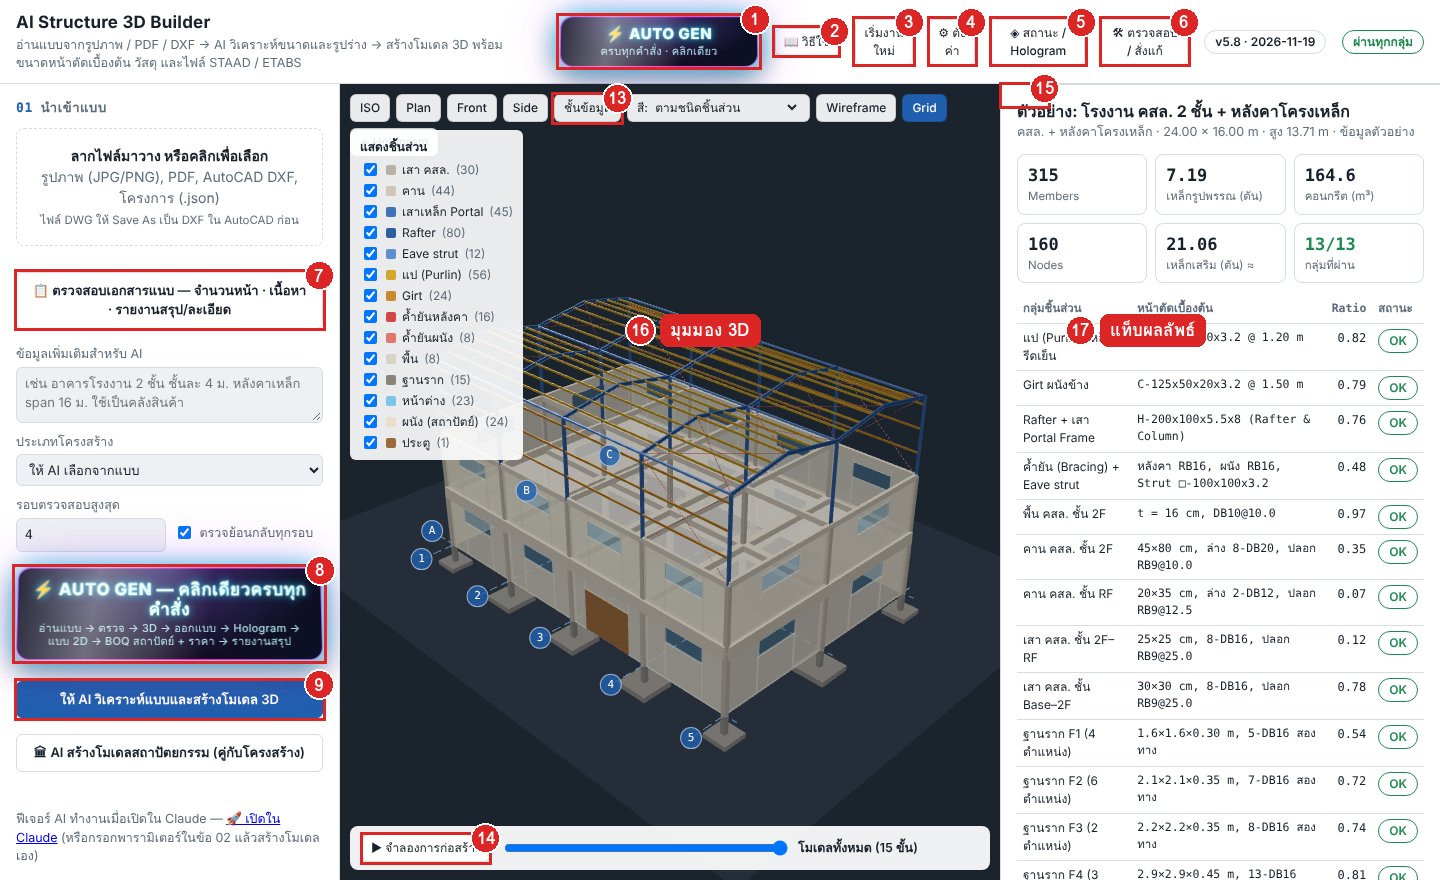 AI Structure 3D Builder
อ่านแบบจากรูปภาพ / PDF / DXF → AI วิเคราะห์ขนาดและรูปร่าง → สร้างโมเดล 3D พร้อม
ขนาดหน้าตัดเบื้องต้น วัสดุ และไฟล์ STAAD / ETABS
⚡ AUTO GEN
ครบทุกคำสั่ง · คลิกเดียว
1
2
3
เริ่มงาน
ใหม่
4
ค่า
5
◈ สถานะ /
Hologram
6
🛠 ตรวจสอบ
/ สั่งแก้
v5.8 · 2026-11-19
ผ่านทุกกลุ่ม
01 นำเข้าแบบ
ลากไฟล์มาวาง หรือคลิกเพื่อเลือก
รูปภาพ (JPG/PNG), PDF, AutoCAD DXF,
โครงการ (.json)
ไฟล์ DWG ให้ Save As เป็น DXF ใน AutoCAD ก่อน
7
📋 ตรวจสอบเอกสารแบบ — จำนวนหน้า · เนื้อหา
· รายงานสรุป/ละเอียด
ข้อมูลเพิ่มเติมสำหรับ AI
เช่น อาคารโรงงาน 2 ชั้น ชั้นละ 4 ม. หลังคาเหล็ก
span 16 ม. ใช้เป็นคลังสินค้า
ประเภทโครงสร้าง
ให้ AI เลือกจากแบบ
รอบตรวจสอบสูงสุด
4
ตรวจย้อนกลับทุกรอบ
8
⚡ AUTO GEN — คลิกเดียวครบทุก
คำสั่ง
อ่านแบบ → ตรวจ → 3D → ออกแบบ → Hologram →
แบบ 2D → BOQ สถาปัตย์ + ราคา → รายงานสรุป
9
ให้ AI วิเคราะห์แบบและสร้างโมเดล 3D
🏛 AI สร้างโมเดลสถาปัตยกรรม (คู่กับโครงสร้าง)
ฟีเจอร์ AI ทำงานเมื่อเปิดใน Claude — 🚀 เปิดใน
Claude (หรือกรอกพารามิเตอร์ในข้อ 02 แล้วสร้างโมเดล
เอง)
ISO
Plan
Front
Side
13
สี: ตามชนิดชิ้นส่วน
Wireframe
Grid
แสดงชิ้นส่วน
เสา คสล. (30)
คาน (44)
เสาเหล็ก Portal (45)
Rafter (80)
Eave strut (12)
แป (Purlin) (56)
Girt (24)
ค้ำยันหลังคา (16)
ค้ำยันผนัง (8)
พื้น (8)
ฐานราก (15)
หน้าต่าง (23)
ผนัง (สถาปัตย์) (24)
ประตู (1)
16 มุมมอง 3D
C
B
A
1
2
3
4
5
14
▶ จำลองการก่อสร้า
โมเดลทั้งหมด (15 ชั้น)
15
ตัวอย่าง: โรงงาน คสล. 2 ชั้น + หลังคาโครงเหล็ก
คสล. + หลังคาโครงเหล็ก · 24.00 × 16.00 m · สูง 13.71 m · ข้อมูลตัวอย่าง
315
Members
7.19
เหล็กรูปพรรณ (ตัน)
164.6
คอนกรีต (m³)
160
Nodes
21.06
เหล็กเสริม (ตัน) ≈
13/13
กลุ่มที่ผ่าน
กลุ่มชิ้นส่วน หน้าตัดเบื้องต้น Ratio สถานะ
17 แท็บผลลัพธ์
0x3.2 @ 1.20 m 0.82 OK
รีดเย็น
Girt ผนังข้าง C-125x50x20x3.2 @ 1.50 m 0.79 OK
Rafter + เสา H-200x100x5.5x8 (Rafter & 0.76 OK
Portal Frame Column)
ค้ำยัน (Bracing) + หลังคา RB16, ผนัง RB16, 0.48 OK
Eave strut Strut □-100x100x3.2
พื้น คสล. ชั้น 2F t = 16 cm, DB10@10.0 0.97 OK
คาน คสล. ชั้น 2F 45×80 cm, ล่าง 8-DB20, ปลอก 0.35 OK
RB9@10.0
คาน คสล. ชั้น RF 20×35 cm, ล่าง 2-DB12, ปลอก 0.07 OK
RB9@12.5
เสา คสล. ชั้น 2F– 25×25 cm, 8-DB16, ปลอก 0.12 OK
RF RB9@25.0
เสา คสล. ชั้น 30×30 cm, 8-DB16, ปลอก 0.78 OK
Base–2F RB9@25.0
ฐานราก F1 (4 1.6×1.6×0.30 m, 5-DB16 สอง 0.54 OK
ตำแหน่ง) ทาง
ฐานราก F2 (6 2.1×2.1×0.35 m, 7-DB16 สอง 0.72 OK
ตำแหน่ง) ทาง
ฐานราก F3 (2 2.2×2.2×0.35 m, 8-DB16 สอง 0.74 OK
ตำแหน่ง) ทาง
ฐานราก F4 (3 2.9×2.9×0.45 m, 13-DB16 0.81 OK